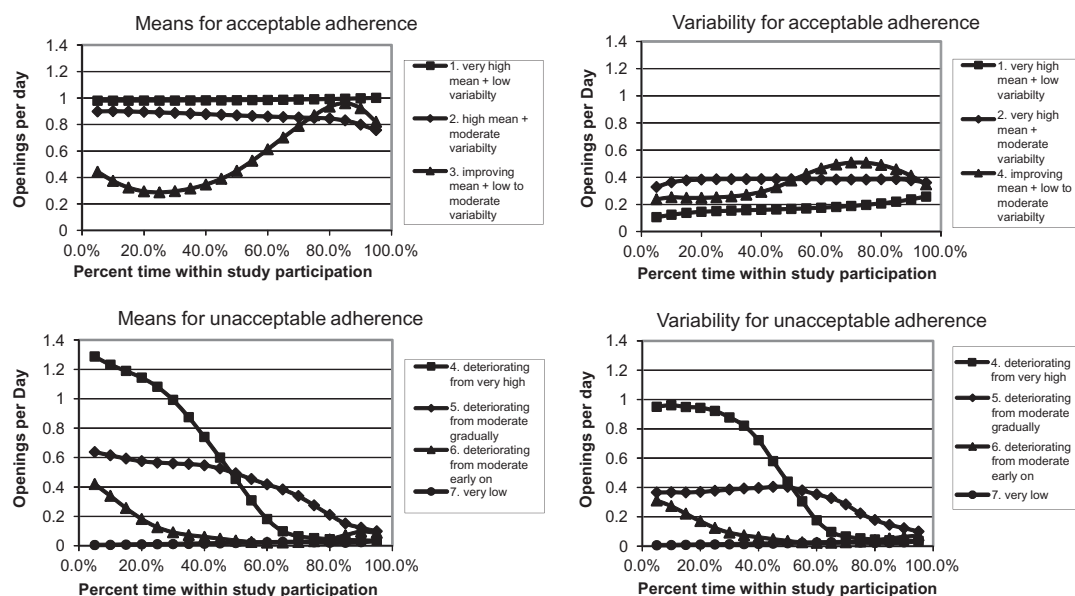 Means for acceptable adherence
1.4
1.2
1
0.8
0.6
0.4
0.2
0
Openings per day
0.0% 20.0% 40.0% 60.0% 80.0% 100.0%
Percent time within study participation
1. very high
mean + low
variabilty
2. high mean +
moderate
variabilty
3. improving
mean + low to
moderate
variabilty
Variability for acceptable adherence
1.4
1.2
1
0.8
0.6
0.4
0.2
0
Openings per Day
0.0% 20.0% 40.0% 60.0% 80.0% 100.0%
Percent time within study participation
1. very high
mean + low
variabilty
2. very high
mean +
moderate
variabilty
4. improving
mean + low to
moderate
variabilty
Means for unacceptable adherence
1.4
1.2
1
0.8
0.6
0.4
0.2
0
Openings per Day
0.0% 20.0% 40.0% 60.0% 80.0% 100.0%
Percent time within study participation
4. deteriorating
from very high
5. deteriorating
from moderate
gradually
6. deteriorating
from moderate
early on
7. very low
Variability for unacceptable adherence
1.4
1.2
1
0.8
0.6
0.4
0.2
0
Openings per day
0.0% 20.0% 40.0% 60.0% 80.0% 100.0%
Percent time within study participation
4. deteriorating
from very high
5. deteriorating
from moderate
gradually
6. deteriorating
from moderate
early on
7. very low